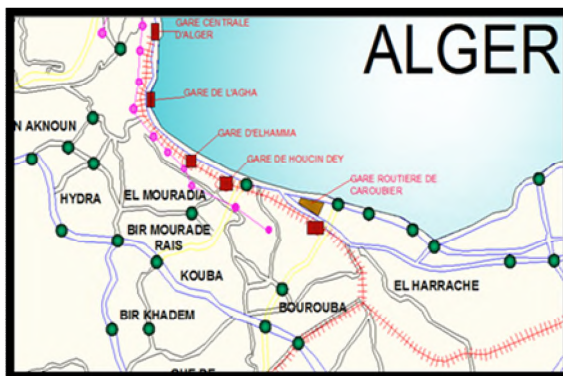 GARE CENTRALE
D'ALGER
ALGER
GARE DE L'AGHA
N AKNOUN
GARE D'ELHAMMA
GARE DE HOUCIN DEY
GARE ROUTIERE DE
CAROUBIER
HYDRA
EL MOURADIA
BIR MOURADE
RAIS
KOUBA
EL HARRACHE
BIR KHADEM
BOUROUBA